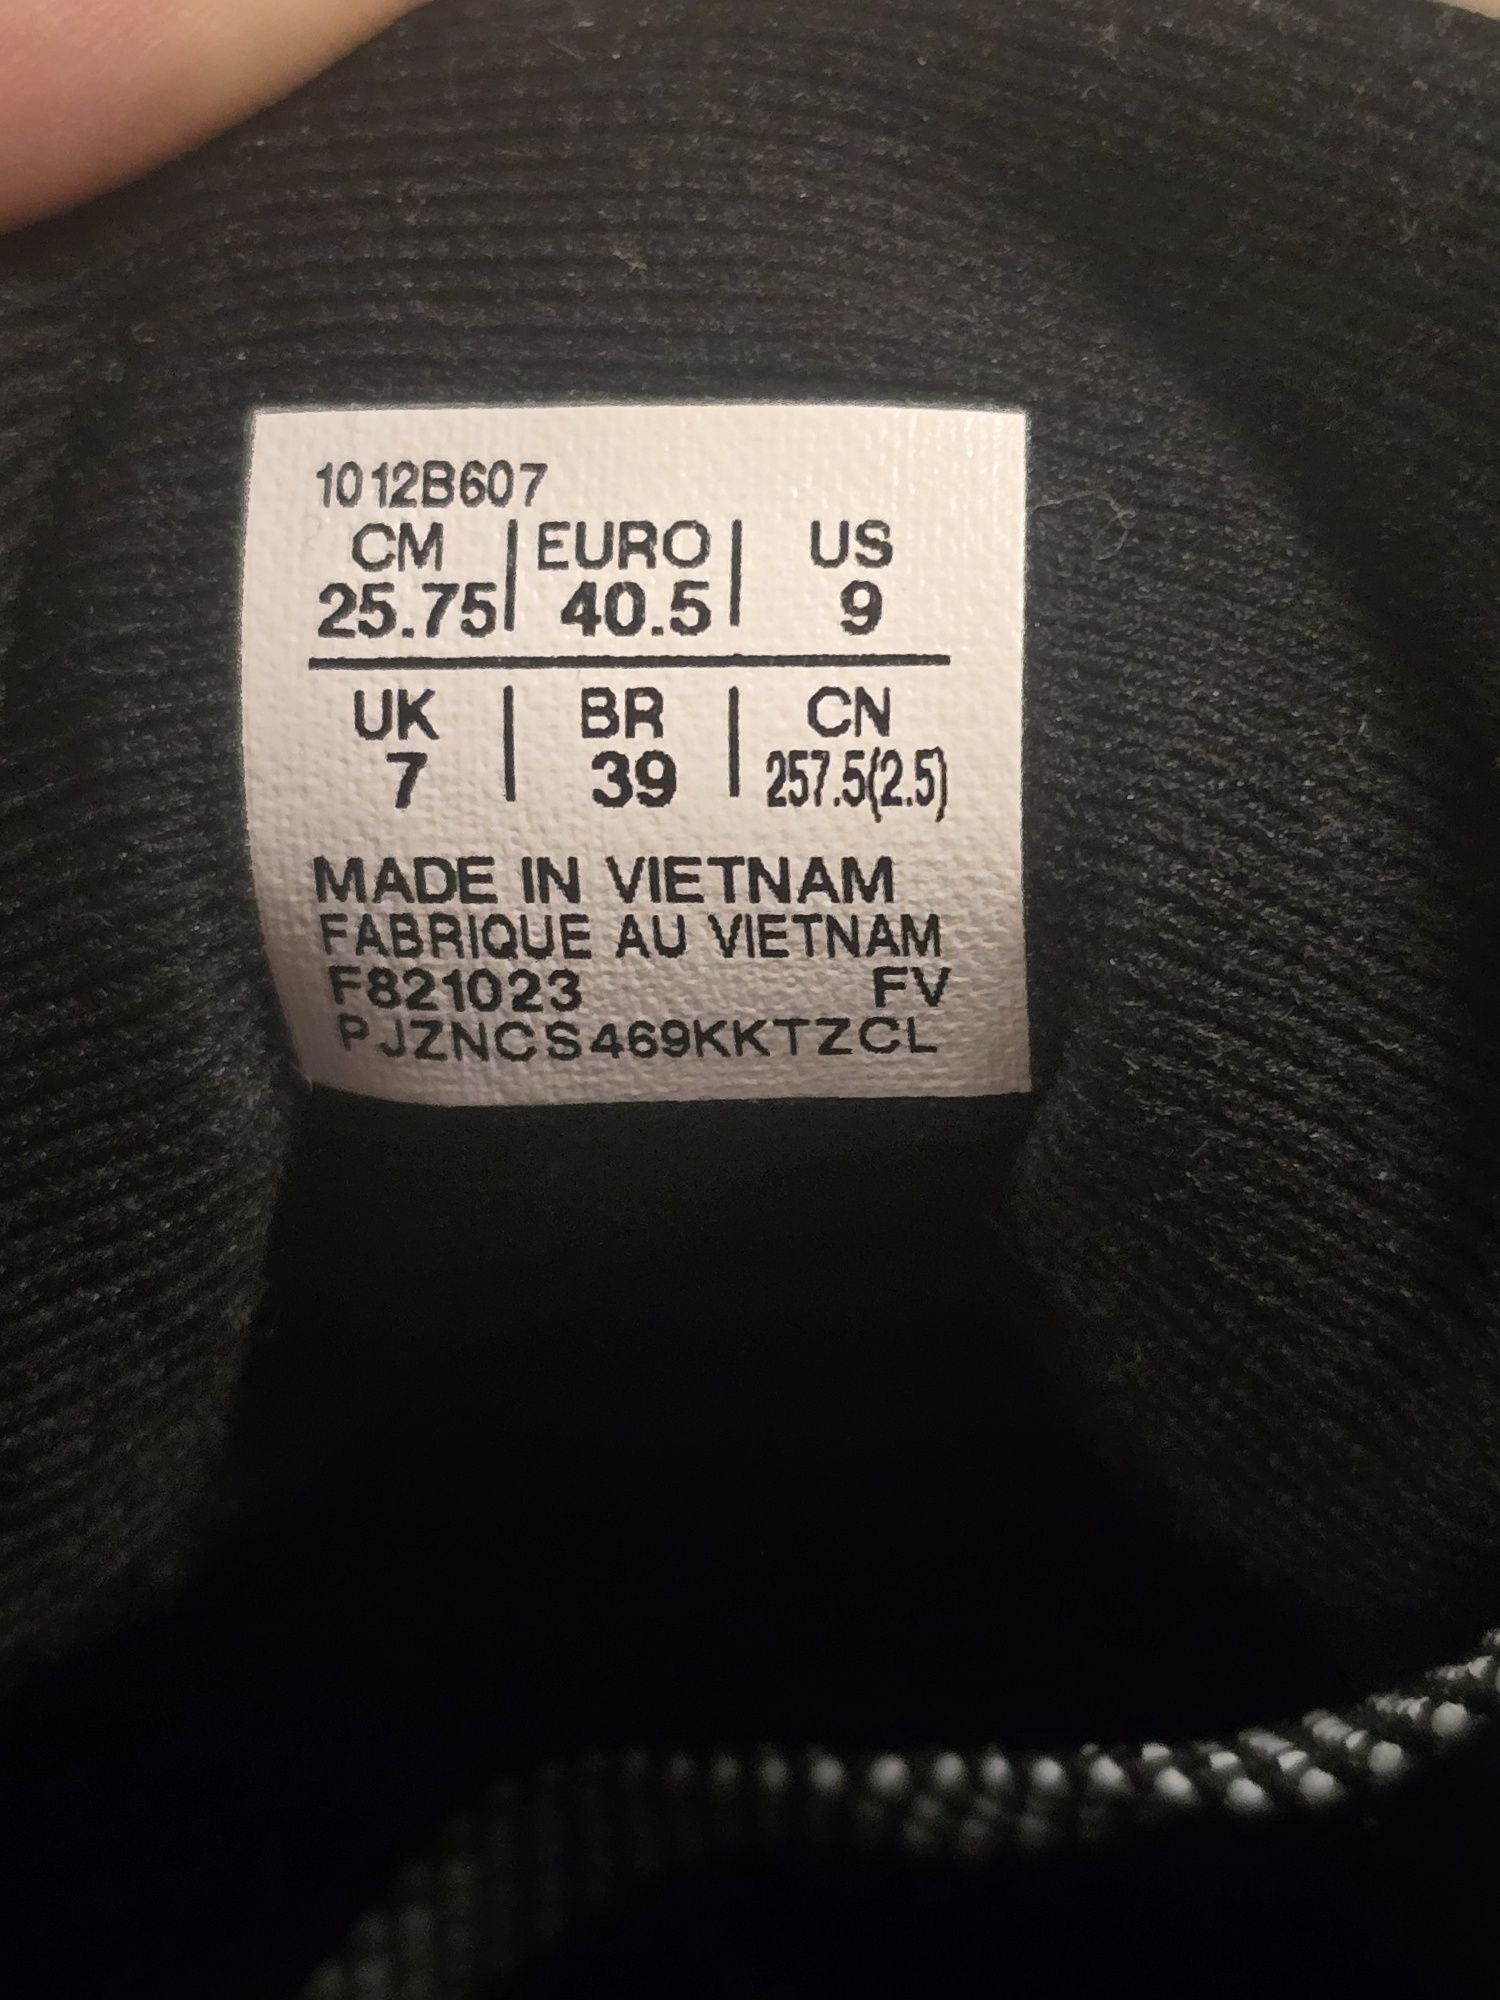 1012B607
CM | EURO | US
25.75 | 40.5 | 9
UK | BR | CN
7 | 39 | 257.5(2.5)
MADE IN VIETNAM
FABRIQUE AU VIETNAM
F821023 FV
PJZNCS469KKTZCL